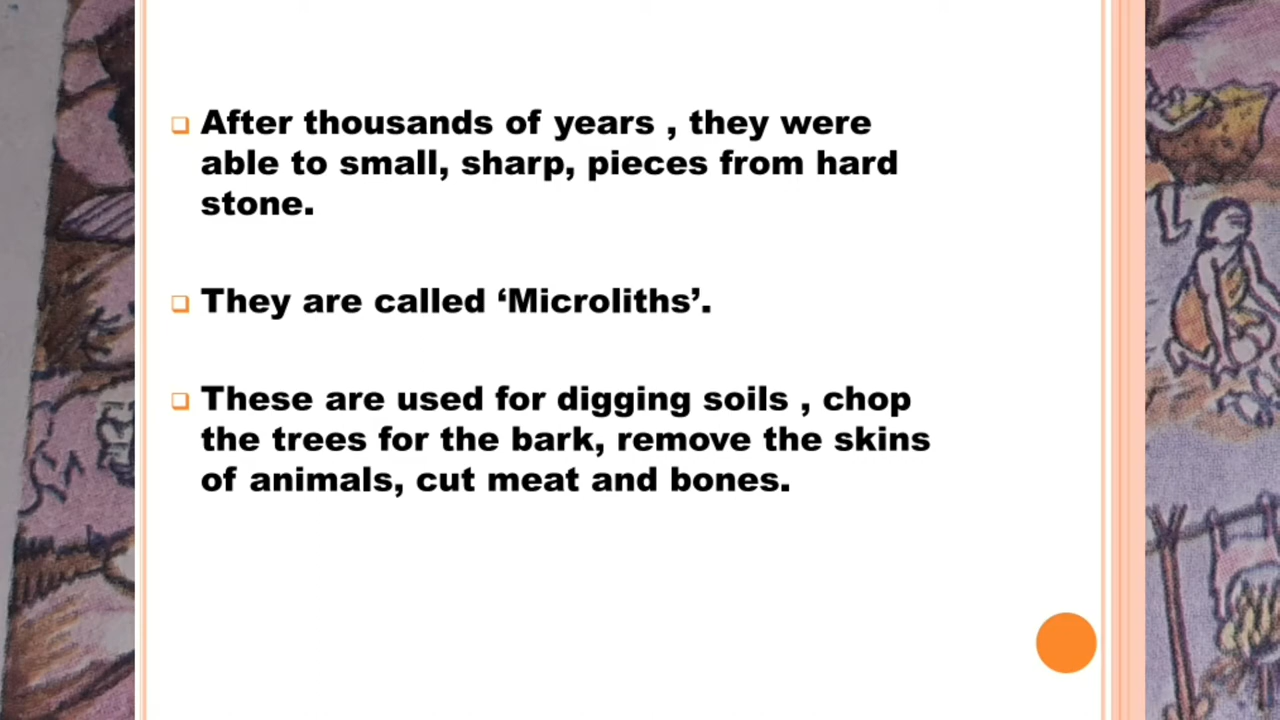 After thousands of years , they were
able to small, sharp, pieces from hard
stone.
They are called ‘Microliths’.
These are used for digging soils , chop
the trees for the bark, remove the skins
of animals, cut meat and bones.